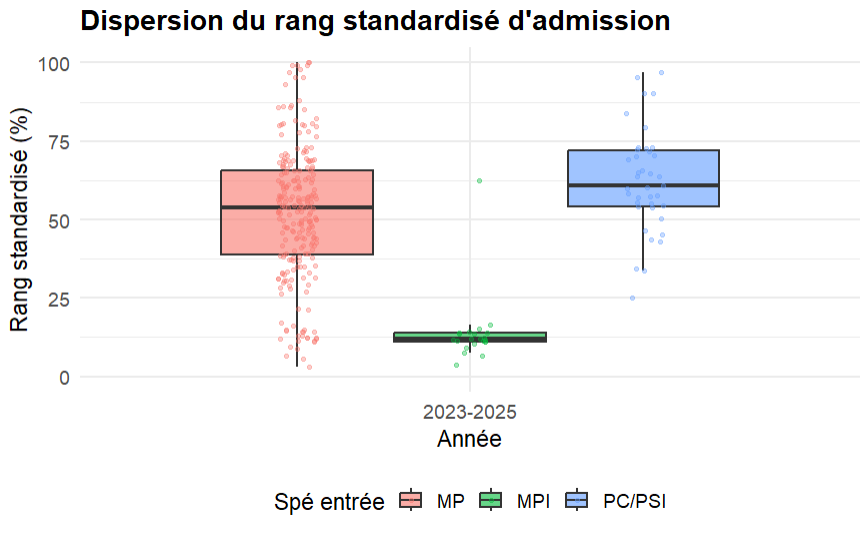 Dispersion du rang standardisé d'admission
Rang standardisé (%)
100
75
50
25
0
2023-2025
Année
Spé entrée MP MPI PC/PSI